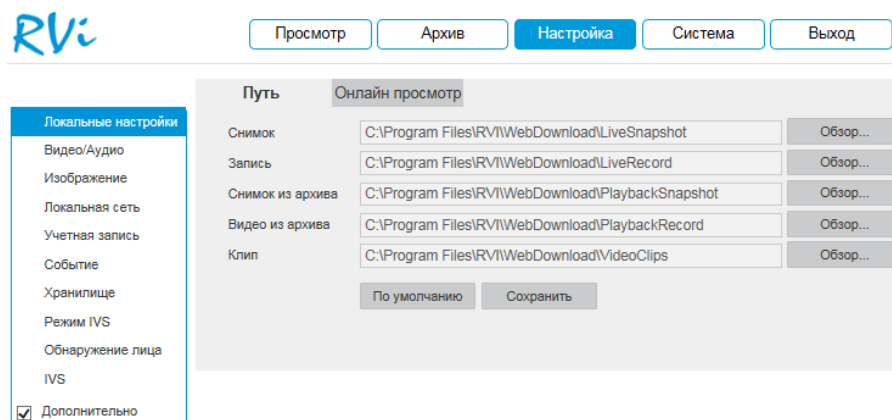 RVi
Просмотр Архив Настройка Система Выход
Путь Онлайн просмотр
Локальные настройки
Видео/Аудио
Изображение
Локальная сеть
Учетная запись
Событие
Хранилище
Режим IVS
Обнаружение лица
IVS
Дополнительно
Снимок C:\Program Files\RVI\WebDownload\LiveSnapshot Обзор...
Запись C:\Program Files\RVI\WebDownload\LiveRecord Обзор...
Снимок из архива C:\Program Files\RVI\WebDownload\PlaybackSnapshot Обзор...
Видео из архива C:\Program Files\RVI\WebDownload\PlaybackRecord Обзор...
Клип C:\Program Files\RVI\WebDownload\VideoClips Обзор...
По умолчанию Сохранить